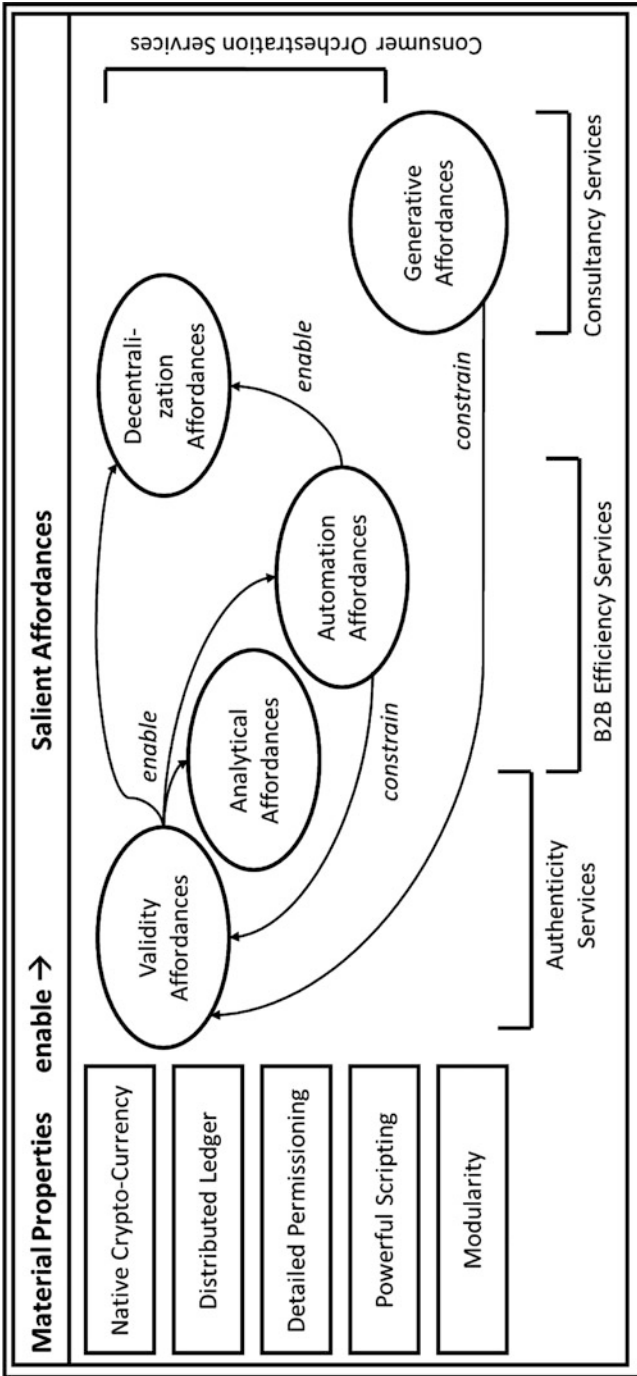 Material Properties
enable →
Salient Affordances
Native Crypto-Currency
Distributed Ledger
Detailed Permissioning
Powerful Scripting
Modularity
Validity
Affordances
enable
Analytical
Affordances
constrain
Automation
Affordances
Decentrali-
zation
Affordances
enable
constrain
Generative
Affordances
Consumer Orchestration Services
Authenticity
Services
B2B Efficiency Services
Consultancy Services